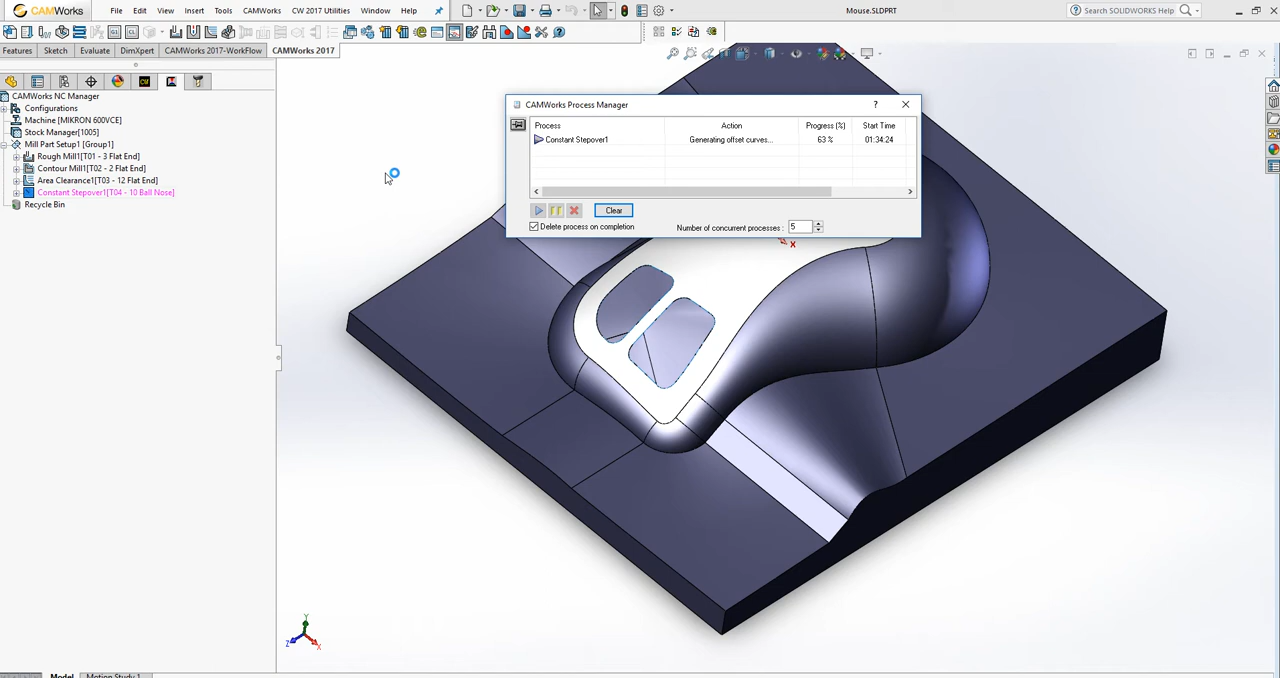 CAMWorks File Edit View Insert Tools CAMWorks CW 2017 Utilities Window Help Mouse.SLDPRT Search SOLIDWORKS Help
Features Sketch Evaluate DimXpert CAMWorks 2017-WorkFlow CAMWorks 2017
CAMWorks NC Manager
Configurations
Machine [MIKRON 600VCE]
Stock Manager[1005]
Mill Part Setup1 [Group1]
Rough Mill1[T01 - 3 Flat End]
Contour Mill1[T02 - 2 Flat End]
Area Clearance1[T03 - 12 Flat End]
Constant Stepover1[T04 - 10 Ball Nose]
Recycle Bin
CAMWorks Process Manager
Process Action Progress (%) Start Time
Constant Stepover1 Generating offset curves... 63 % 01:34:24
Clear
Delete process on completion Number of concurrent processes : 5
X
Y
Z X
Model Motion Study 1